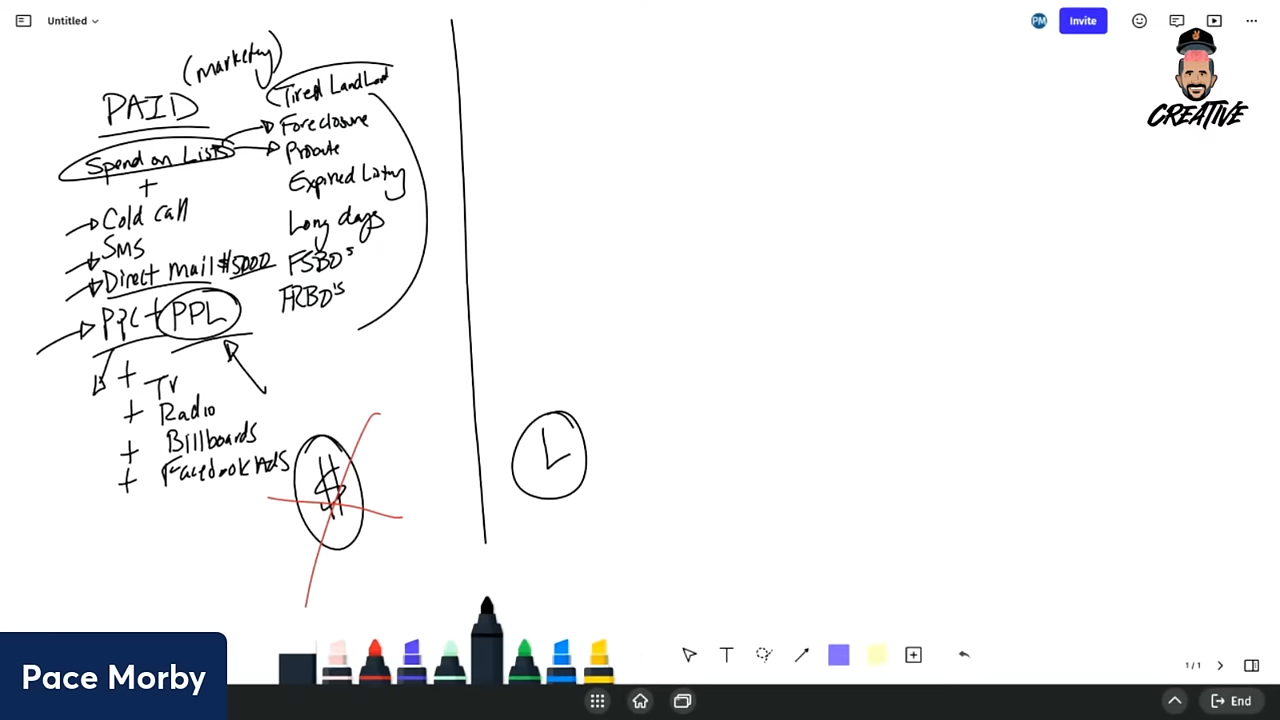 Untitled
PM
Invite
CREATIVE
(marketing)
PAID
Spend on Lists
+
Cold call
SMS
Direct Mail $5000
PPC + PPL
+ TV
+ Radio
+ Billboards
+ Facebook Ads
$
Tired Landlord
Foreclosure
Probate
Expired Listing
Long days
FSBO's
FRBO's
L
1/1
Pace Morby
End